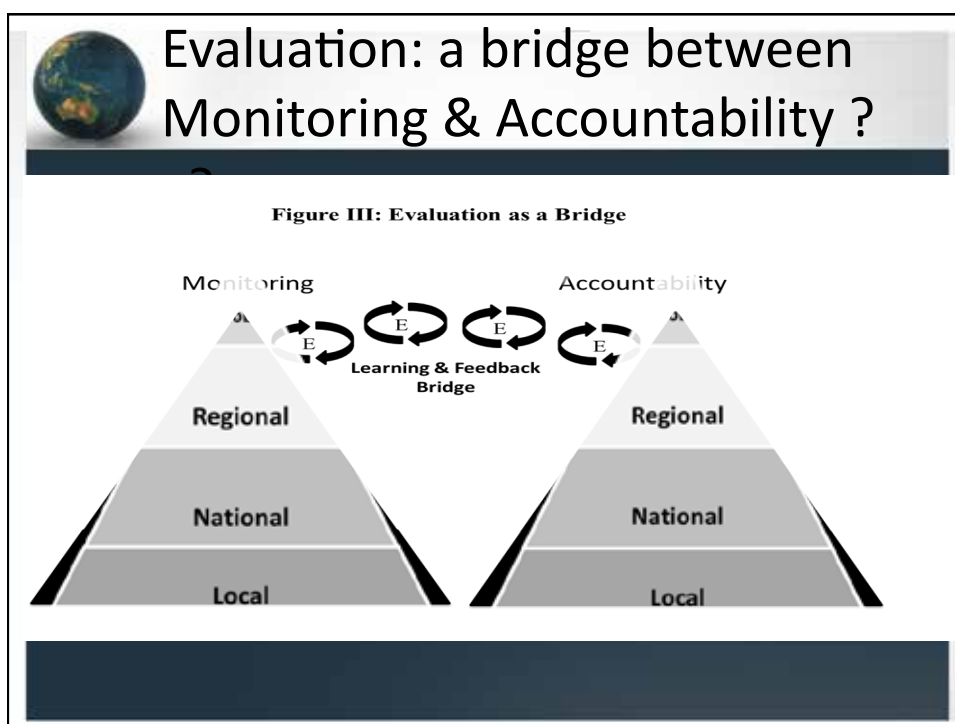 Evaluation: a bridge between
Monitoring & Accountability ?
?
Figure III: Evaluation as a Bridge
Monitoring
Accountability
E
E
E
E
Learning & Feedback
Bridge
Regional
Regional
National
National
Local
Local